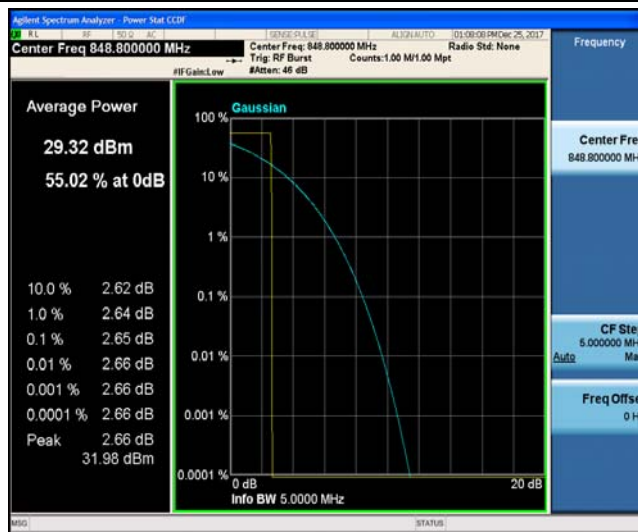 Agilent Spectrum Analyzer - Power Stat CCDF
RL RF 50 Ω AC SENSE:PULSE ALIGN AUTO 01:08:08 PM Dec 25, 2017
Center Freq 848.800000 MHz
Center Freq: 848.800000 MHz Radio Std: None
Trig: RF Burst Counts:1.00 M/1.00 Mpt
#IFGain:Low #Atten: 46 dB
Frequency
Average Power
29.32 dBm
55.02 % at 0dB
10.0 % 2.62 dB
1.0 % 2.64 dB
0.1 % 2.65 dB
0.01 % 2.66 dB
0.001 % 2.66 dB
0.0001 % 2.66 dB
Peak 2.66 dB
31.98 dBm
Gaussian
100 %
10 %
1 %
0.1 %
0.01 %
0.001 %
0.0001 %
0 dB 20 dB
Info BW 5.0000 MHz
Center Fre
848.800000 MH
CF Ste
5.000000 MH
Auto Ma
Freq Offse
0 H
MSG STATUS